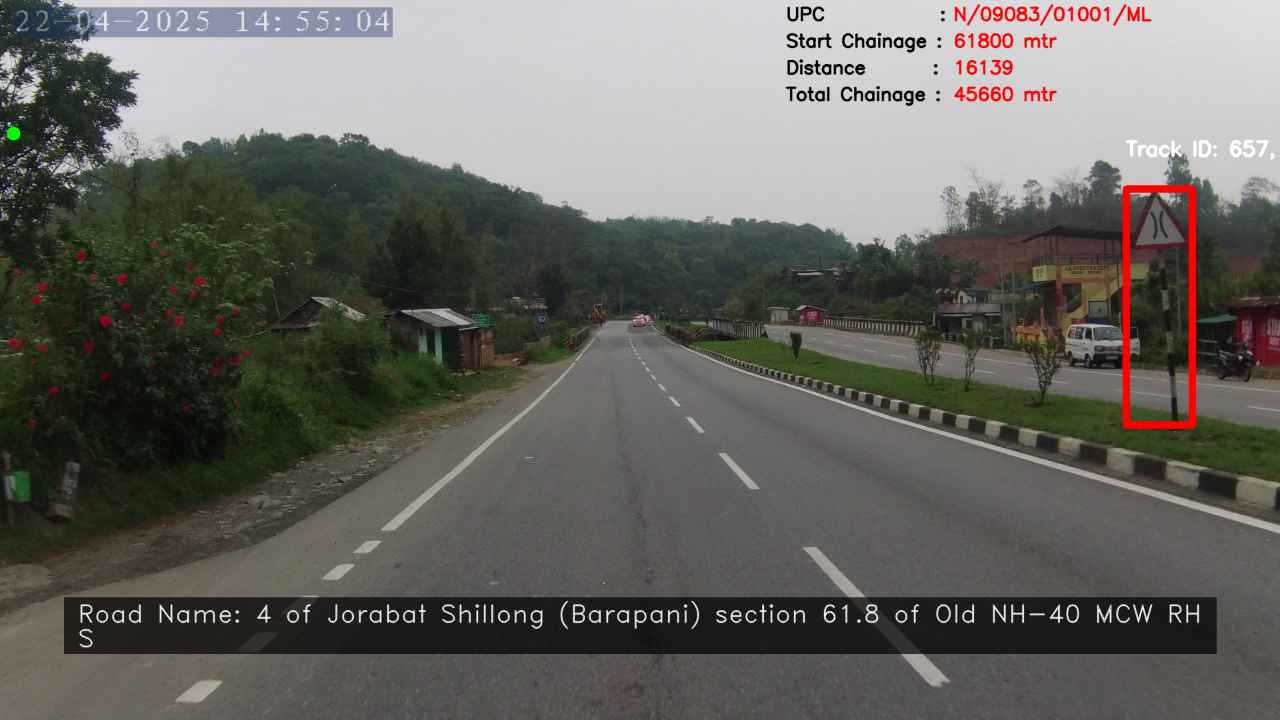 22-04-2025 14:55:04
UPC : N/09083/01001/ML
Start Chainage : 61800 mtr
Distance : 16139
Total Chainage : 45660 mtr
Track ID: 657,
Road Name: 4 of Jorabat Shillong (Barapani) section 61.8 of Old NH-40 MCW RH
S